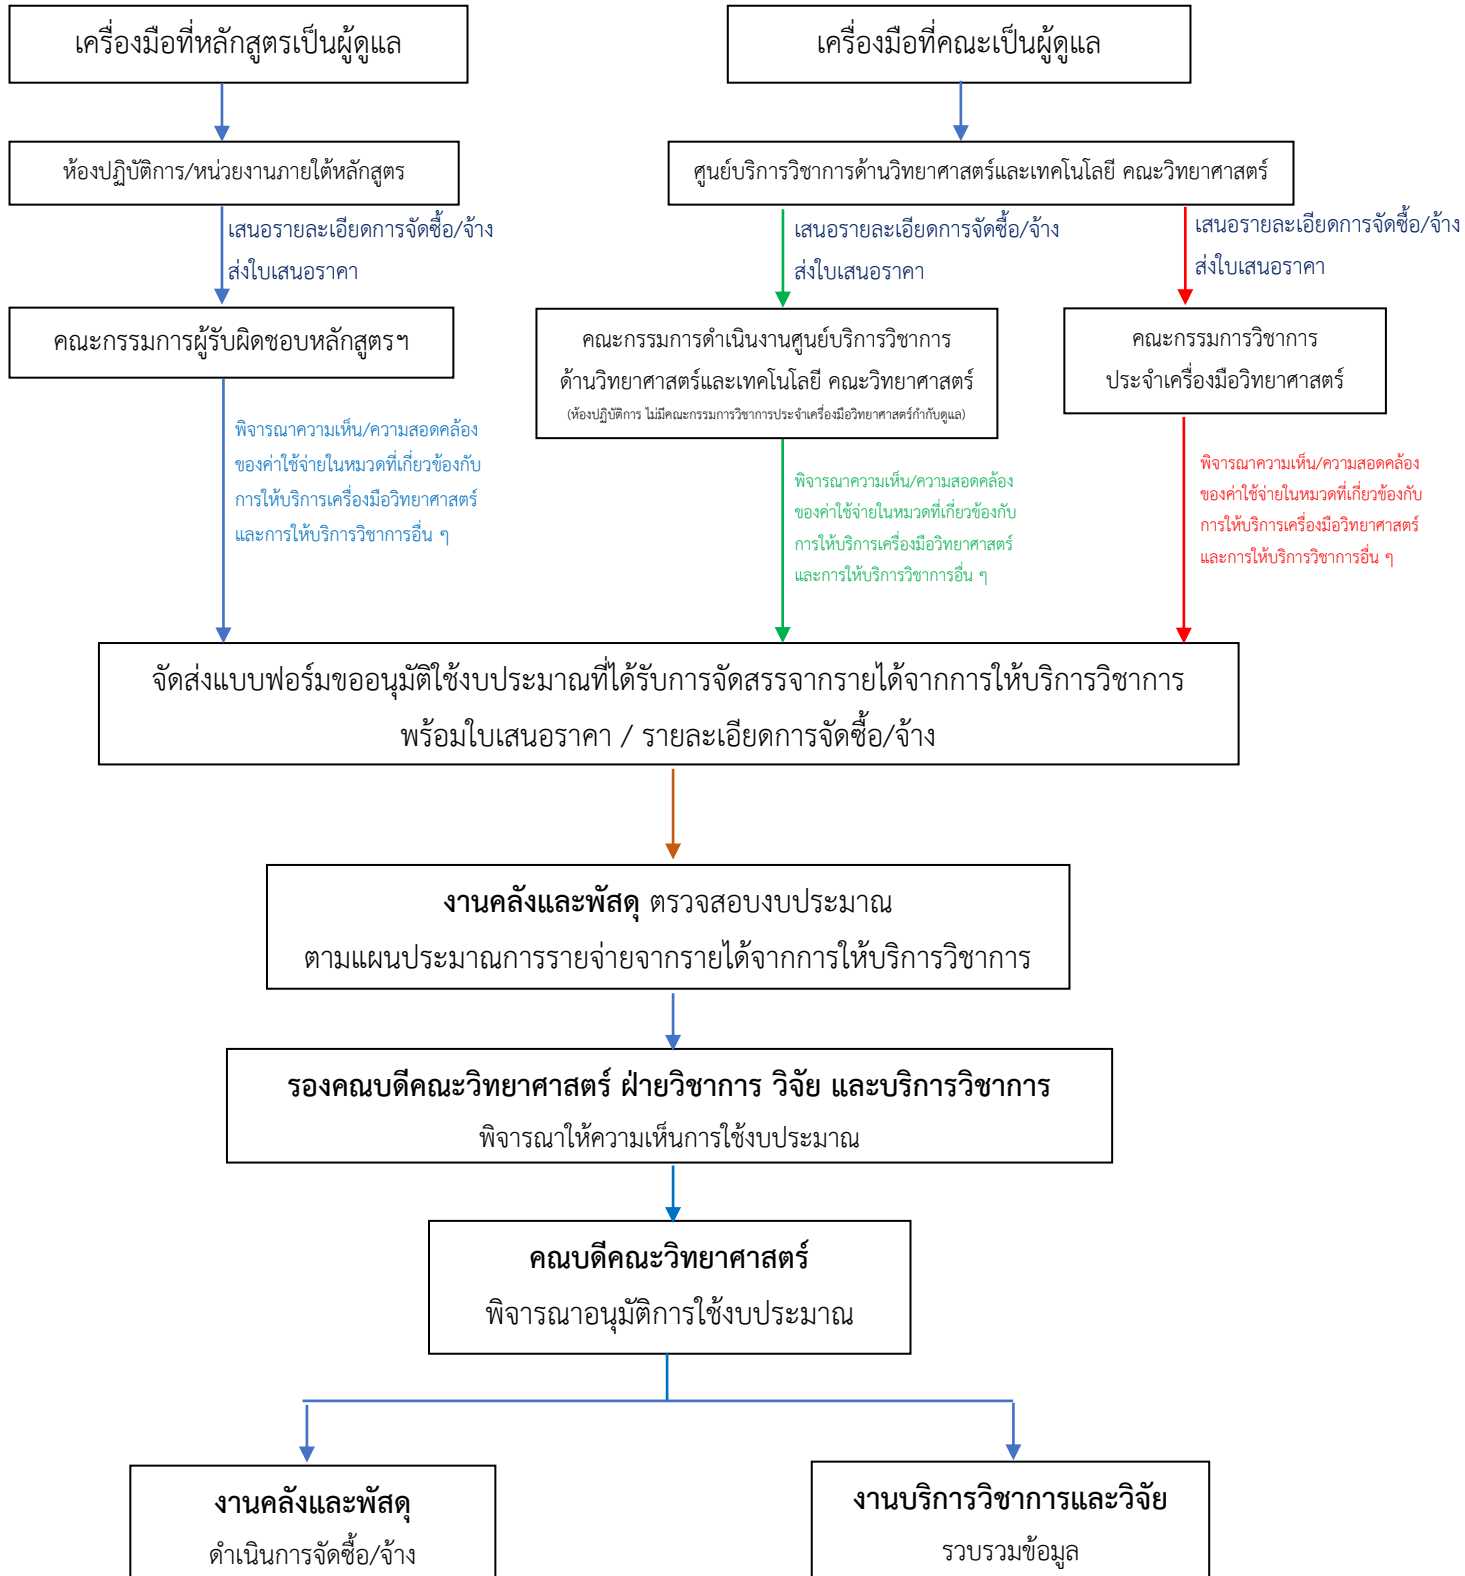 เครื่องมือที่หลักสูตรเป็นผู้ดูแล
เครื่องมือที่คณะเป็นผู้ดูแล
ห้องปฏิบัติการ/หน่วยงานภายใต้หลักสูตร
ศูนย์บริการวิชาการด้านวิทยาศาสตร์และเทคโนโลยี คณะวิทยาศาสตร์
เสนอรายละเอียดการจัดซื้อ/จ้าง
ส่งใบเสนอราคา
เสนอรายละเอียดการจัดซื้อ/จ้าง
ส่งใบเสนอราคา
เสนอรายละเอียดการจัดซื้อ/จ้าง
ส่งใบเสนอราคา
คณะกรรมการผู้รับผิดชอบหลักสูตรฯ
คณะกรรมการดำเนินงานศูนย์บริการวิชาการ
ด้านวิทยาศาสตร์และเทคโนโลยี คณะวิทยาศาสตร์
(ห้องปฏิบัติการ ไม่มีคณะกรรมการวิชาการประจำเครื่องมือวิทยาศาสตร์กำกับดูแล)
คณะกรรมการวิชาการ
ประจำเครื่องมือวิทยาศาสตร์
พิจารณาความเห็น/ความสอดคล้อง
ของค่าใช้จ่ายในหมวดที่เกี่ยวข้องกับ
การให้บริการเครื่องมือวิทยาศาสตร์
และการให้บริการวิชาการอื่น ๆ
พิจารณาความเห็น/ความสอดคล้อง
ของค่าใช้จ่ายในหมวดที่เกี่ยวข้องกับ
การให้บริการเครื่องมือวิทยาศาสตร์
และการให้บริการวิชาการอื่น ๆ
พิจารณาความเห็น/ความสอดคล้อง
ของค่าใช้จ่ายในหมวดที่เกี่ยวข้องกับ
การให้บริการเครื่องมือวิทยาศาสตร์
และการให้บริการวิชาการอื่น ๆ
จัดส่งแบบฟอร์มขออนุมัติใช้งบประมาณที่ได้รับการจัดสรรจากรายได้จากการให้บริการวิชาการ
พร้อมใบเสนอราคา / รายละเอียดการจัดซื้อ/จ้าง
งานคลังและพัสดุ ตรวจสอบงบประมาณ
ตามแผนประมาณการรายจ่ายจากรายได้จากการให้บริการวิชาการ
รองคณบดีคณะวิทยาศาสตร์ ฝ่ายวิชาการ วิจัย และบริการวิชาการ
พิจารณาให้ความเห็นการใช้งบประมาณ
คณบดีคณะวิทยาศาสตร์
พิจารณาอนุมัติการใช้งบประมาณ
งานคลังและพัสดุ
ดำเนินการจัดซื้อ/จ้าง
งานบริการวิชาการและวิจัย
รวบรวมข้อมูล